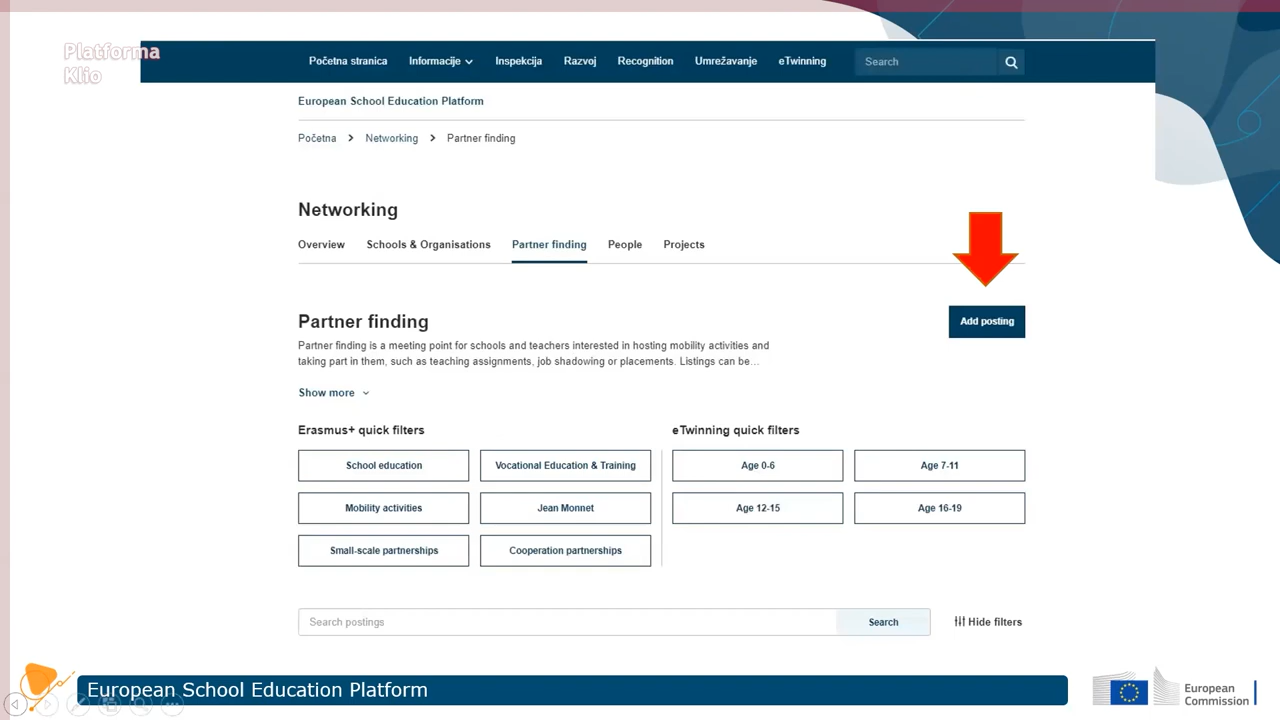 Platforma
Klio
Početna stranica Informacije Inspekcija Razvoj Recognition Umrežavanje eTwinning Search
European School Education Platform
Početna > Networking > Partner finding
Networking
Overview Schools & Organisations Partner finding People Projects
Partner finding
Add posting
Partner finding is a meeting point for schools and teachers interested in hosting mobility activities and
taking part in them, such as teaching assignments, job shadowing or placements. Listings can be…
Show more
Erasmus+ quick filters
eTwinning quick filters
School education Vocational Education & Training Age 0-6 Age 7-11
Mobility activities Jean Monnet Age 12-15 Age 16-19
Small-scale partnerships Cooperation partnerships
Search postings Search Hide filters
European School Education Platform
European
Commission